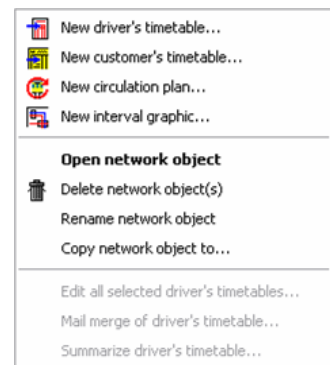 New driver's timetable...
New customer's timetable...
New circulation plan...
New interval graphic...
Open network object
Delete network object(s)
Rename network object
Copy network object to...
Edit all selected driver's timetables...
Mail merge of driver's timetable...
Summarize driver's timetable...